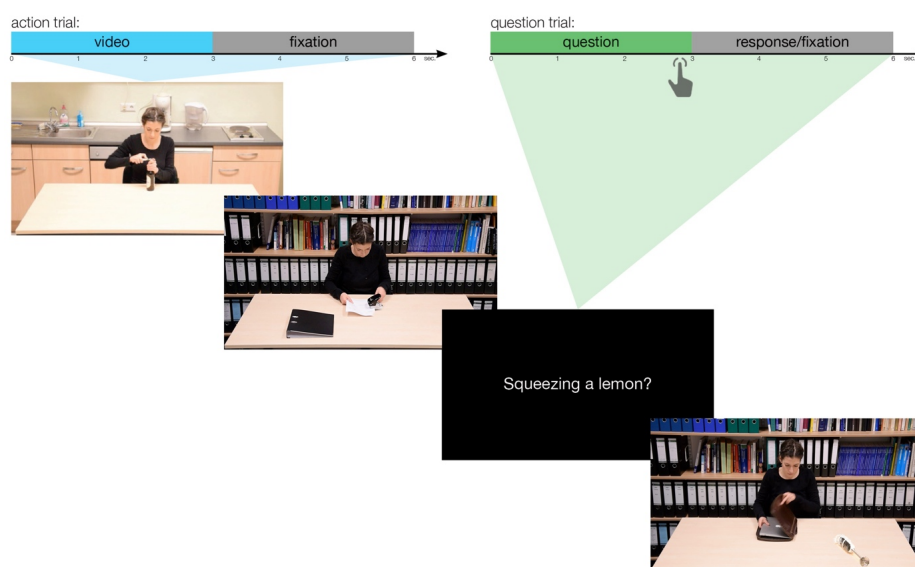 action trial:
video fixation
0 1 2 3 4 5 6 sec.
question trial:
question response/fixation
0 1 2 3 4 5 6 sec.
Squeezing a lemon?